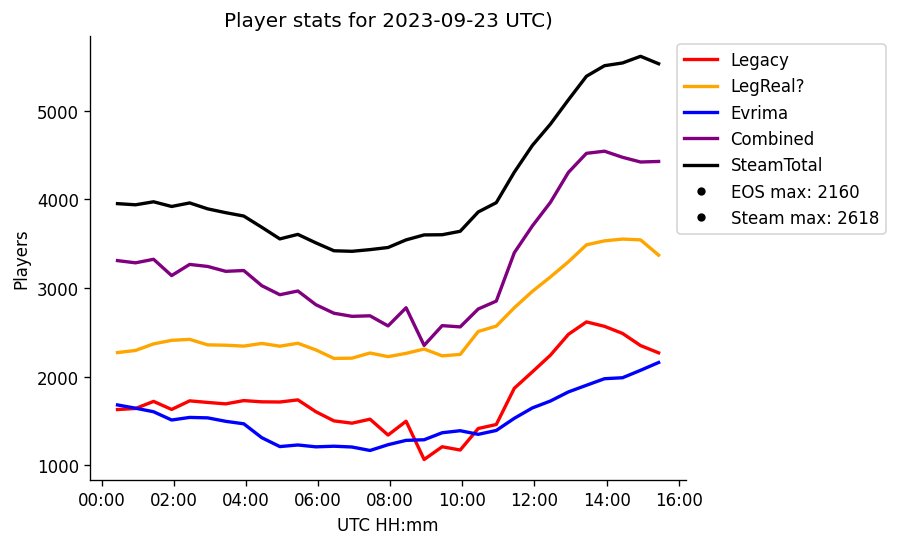 Player stats for 2023-09-23 UTC)
Legacy
LegReal?
Evrima
Combined
SteamTotal
EOS max: 2160
Steam max: 2618
Players
5000
4000
3000
2000
1000
00:00 02:00 04:00 06:00 08:00 10:00 12:00 14:00 16:00
UTC HH:mm